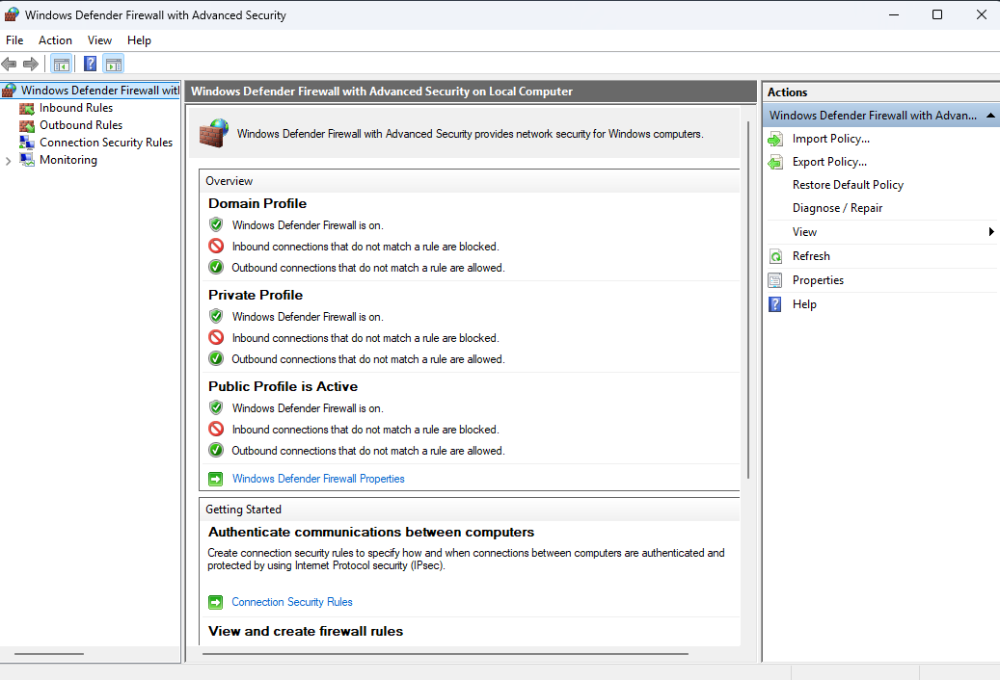 Windows Defender Firewall with Advanced Security
File Action View Help
?
Windows Defender Firewall wit
Inbound Rules
Outbound Rules
Connection Security Rules
Monitoring
Windows Defender Firewall with Advanced Security on Local Computer
Windows Defender Firewall with Advanced Security provides network security for Windows computers.
Overview
Domain Profile
Windows Defender Firewall is on.
Inbound connections that do not match a rule are blocked.
Outbound connections that do not match a rule are allowed.
Private Profile
Windows Defender Firewall is on.
Inbound connections that do not match a rule are blocked.
Outbound connections that do not match a rule are allowed.
Public Profile is Active
Windows Defender Firewall is on.
Inbound connections that do not match a rule are blocked.
Outbound connections that do not match a rule are allowed.
Windows Defender Firewall Properties
Getting Started
Authenticate communications between computers
Create connection security rules to specify how and when connections between computers are authenticated and
protected by using Internet Protocol security (IPsec).
Connection Security Rules
View and create firewall rules
Actions
Windows Defender Firewall with Advan...
Import Policy...
Export Policy...
Restore Default Policy
Diagnose / Repair
View
Refresh
Properties
? Help